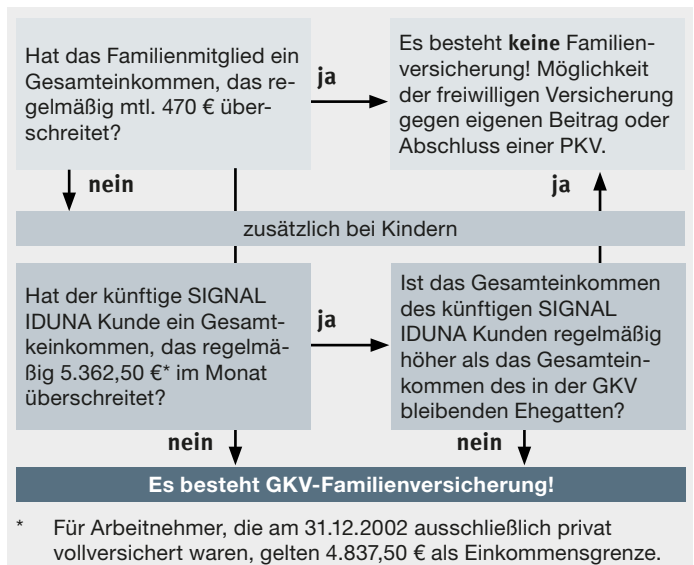 Hat das Familienmitglied ein
Gesamteinkommen, das re-
gelmäßig mtl. 470 € über-
schreitet?
ja
Es besteht keine Familien-
versicherung! Möglichkeit
der freiwilligen Versicherung
gegen eigenen Beitrag oder
Abschluss einer PKV.
nein
ja
zusätzlich bei Kindern
Hat der künftige SIGNAL
IDUNA Kunde ein Gesamt-
keinkommen, das regelmä-
ßig 5.362,50 €* im Monat
überschreitet?
ja
Ist das Gesamteinkommen
des künftigen SIGNAL
IDUNA Kunden regelmäßig
höher als das Gesamtein-
kommen des in der GKV
bleibenden Ehegatten?
nein
nein
Es besteht GKV-Familienversicherung!
* Für Arbeitnehmer, die am 31.12.2002 ausschließlich privat
vollversichert waren, gelten 4.837,50 € als Einkommensgrenze.